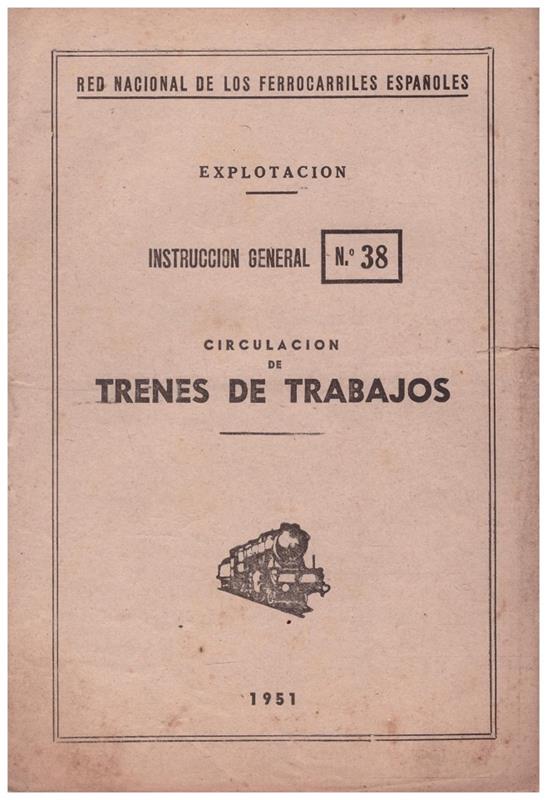 RED NACIONAL DE LOS FERROCARRILES ESPAÑOLES
EXPLOTACION
INSTRUCCION GENERAL N.º 38
CIRCULACION
DE
TRENES DE TRABAJOS
1951